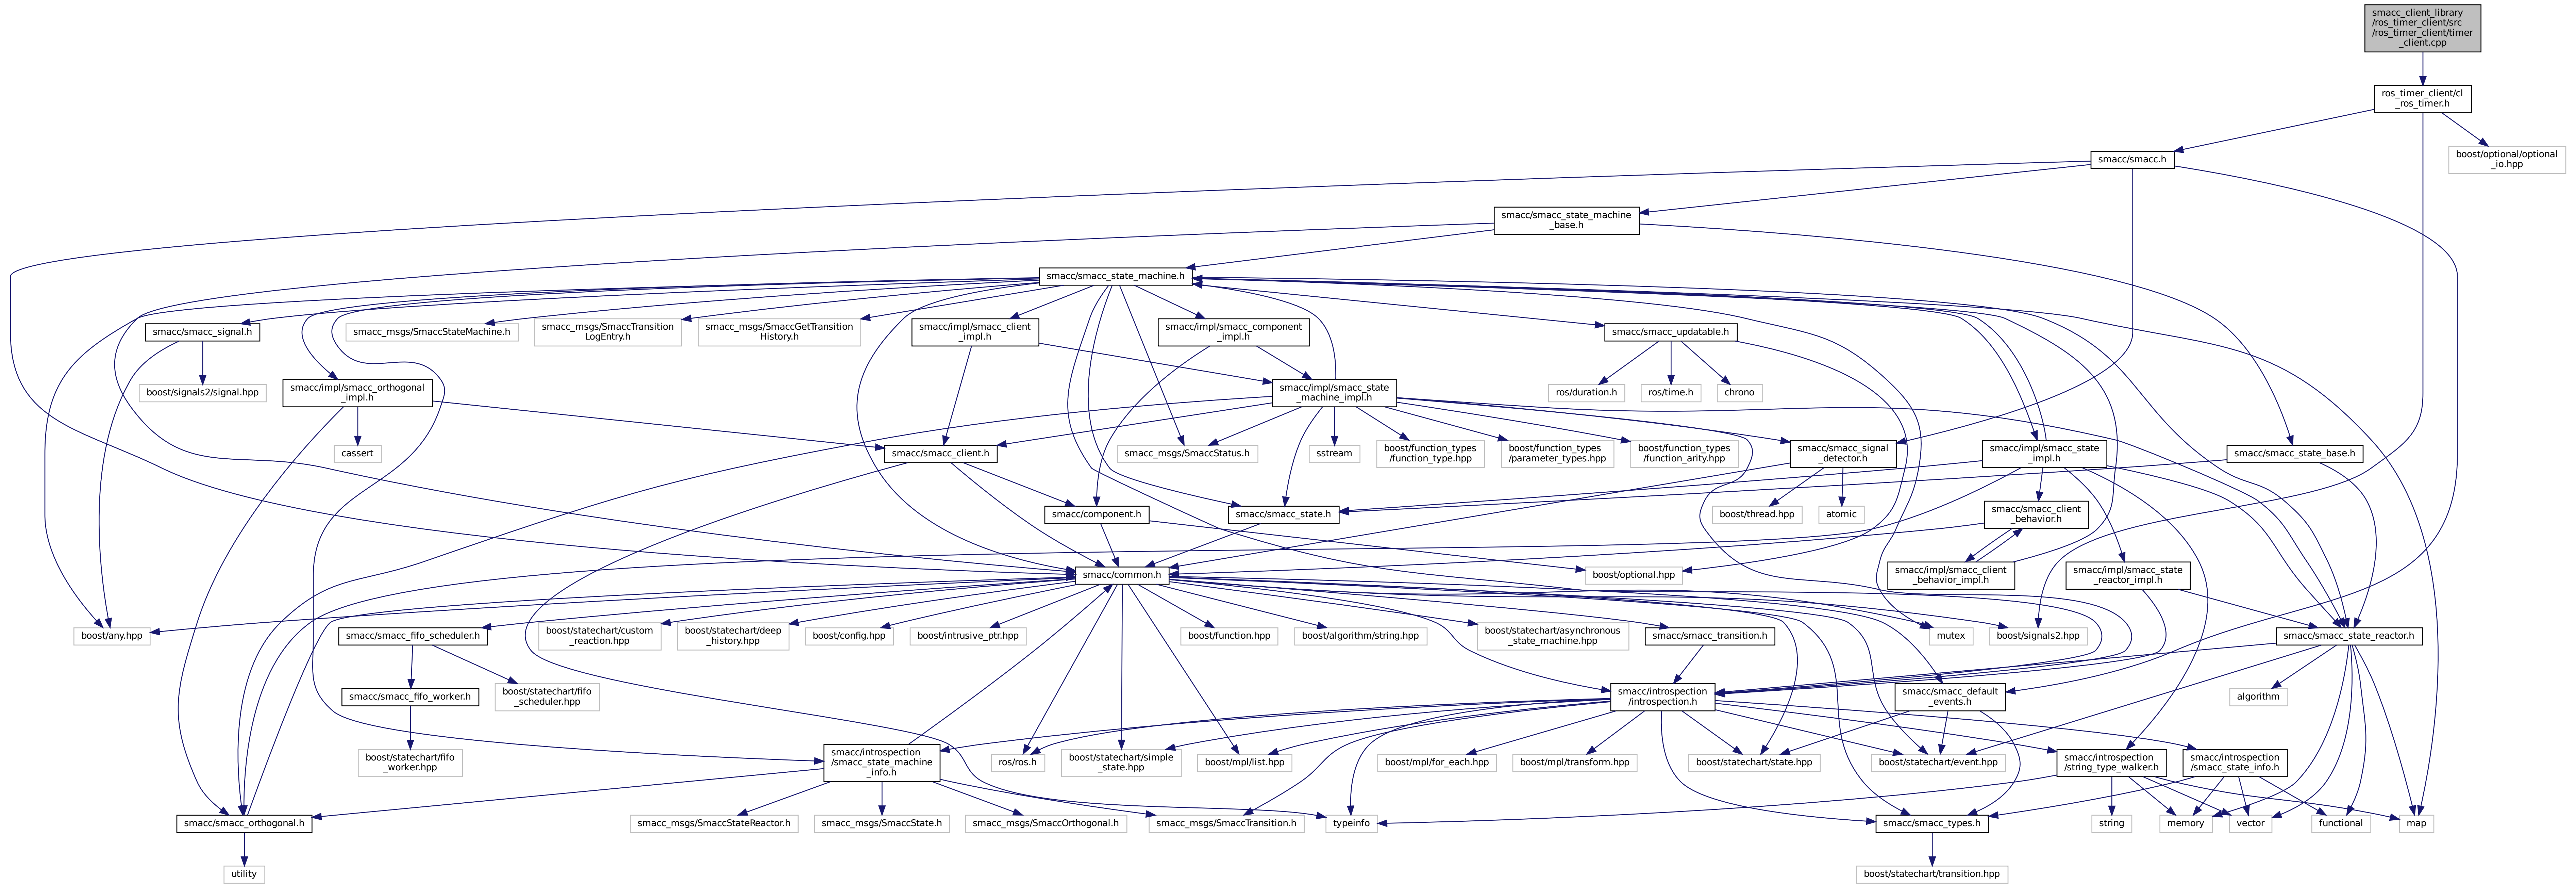 smacc_client_library
/ros_timer_client/src
/ros_timer_client/timer
_client.cpp
ros_timer_client/cl
_ros_timer.h
smacc/smacc.h
boost/optional/optional
_io.hpp
smacc/smacc_state_machine
_base.h
smacc/smacc_state_machine.h
smacc/smacc_signal.h
smacc_msgs/SmaccStateMachine.h
smacc_msgs/SmaccTransition
LogEntry.h
smacc_msgs/SmaccGetTransition
History.h
smacc/impl/smacc_client
_impl.h
smacc/impl/smacc_component
_impl.h
smacc/smacc_updatable.h
boost/signals2/signal.hpp
smacc/impl/smacc_orthogonal
_impl.h
smacc/impl/smacc_state
_machine_impl.h
ros/duration.h
ros/time.h
chrono
cassert
smacc/smacc_client.h
smacc_msgs/SmaccStatus.h
sstream
boost/function_types
/function_type.hpp
boost/function_types
/parameter_types.hpp
boost/function_types
/function_arity.hpp
smacc/smacc_signal
_detector.h
smacc/impl/smacc_state
_impl.h
smacc/smacc_state_base.h
smacc/component.h
smacc/smacc_state.h
boost/thread.hpp
atomic
smacc/smacc_client
_behavior.h
smacc/common.h
boost/optional.hpp
smacc/impl/smacc_client
_behavior_impl.h
smacc/impl/smacc_state
_reactor_impl.h
boost/any.hpp
smacc/smacc_fifo_scheduler.h
boost/statechart/custom
_reaction.hpp
boost/statechart/deep
_history.hpp
boost/config.hpp
boost/intrusive_ptr.hpp
boost/function.hpp
boost/algorithm/string.hpp
boost/statechart/asynchronous
_state_machine.hpp
smacc/smacc_transition.h
mutex
boost/signals2.hpp
smacc/smacc_state_reactor.h
smacc/smacc_fifo_worker.h
boost/statechart/fifo
_scheduler.hpp
smacc/introspection
/introspection.h
smacc/smacc_default
_events.h
algorithm
boost/statechart/fifo
_worker.hpp
smacc/introspection
/smacc_state_machine
_info.h
ros/ros.h
boost/statechart/simple
_state.hpp
boost/mpl/list.hpp
boost/mpl/for_each.hpp
boost/mpl/transform.hpp
boost/statechart/state.hpp
boost/statechart/event.hpp
smacc/introspection
/string_type_walker.h
smacc/introspection
/smacc_state_info.h
smacc/smacc_orthogonal.h
smacc_msgs/SmaccStateReactor.h
smacc_msgs/SmaccState.h
smacc_msgs/SmaccOrthogonal.h
smacc_msgs/SmaccTransition.h
typeinfo
smacc/smacc_types.h
string
memory
vector
functional
map
utility
boost/statechart/transition.hpp